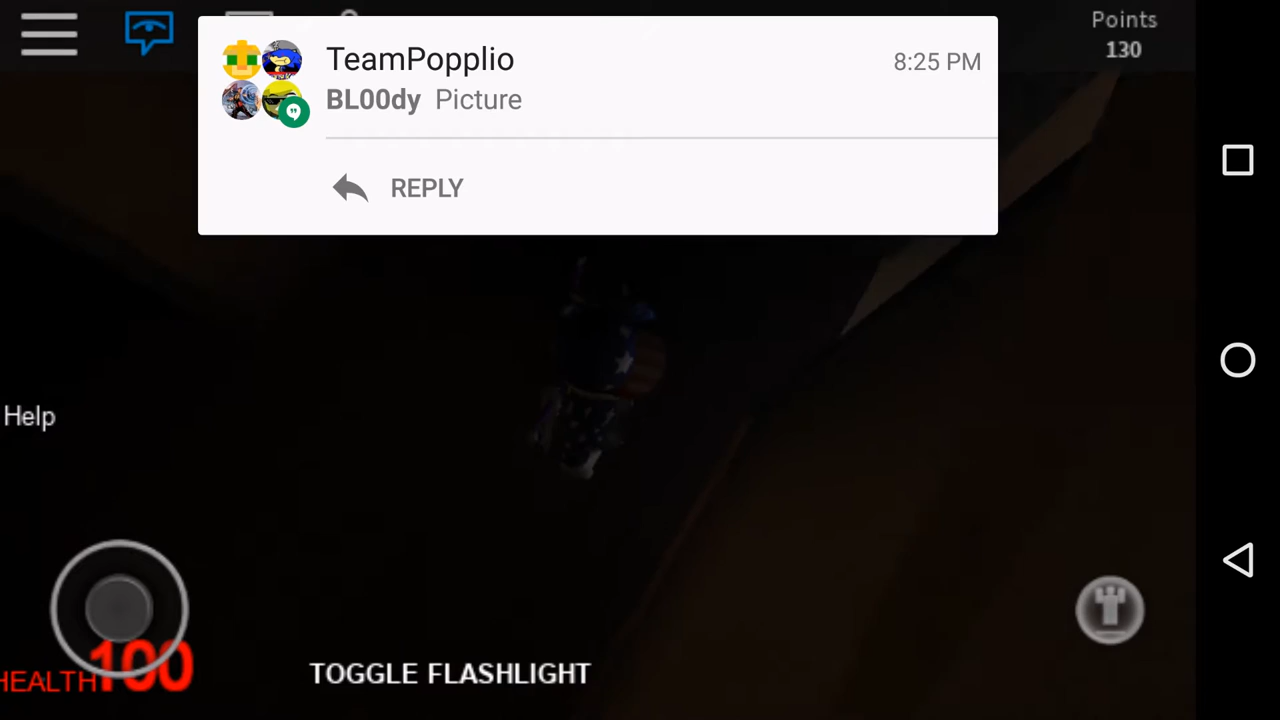 Points
130
TeamPopplio 8:25 PM
BL00dy Picture
REPLY
Help
HEALTH 100
TOGGLE FLASHLIGHT